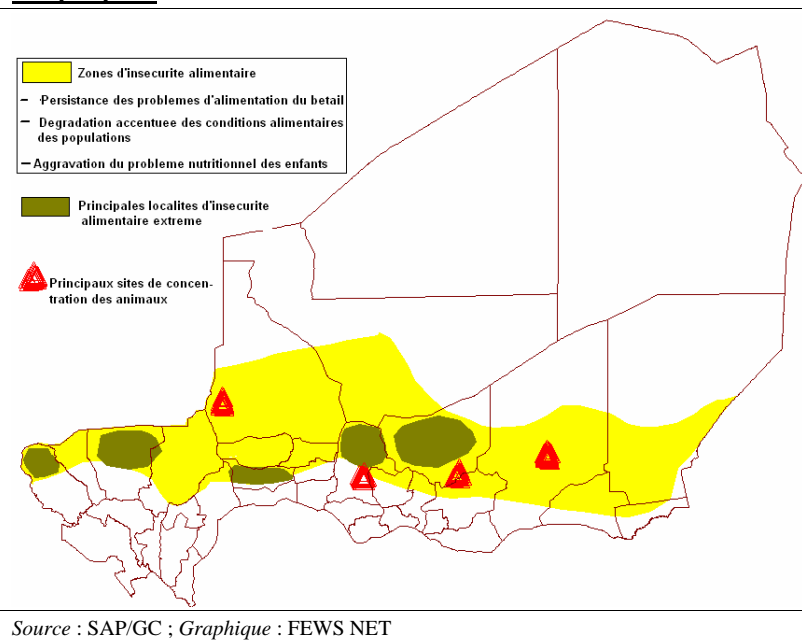 Zones d'insecurite alimentaire
- Persistance des problemes d'alimentation du betail
- Degradation accentuee des conditions alimentaires
des populations
- Aggravation du probleme nutritionnel des enfants
Principales localites d'insecurite
alimentaire extreme
Principaux sites de concen-
tration des animaux
Source : SAP/GC ; Graphique : FEWS NET